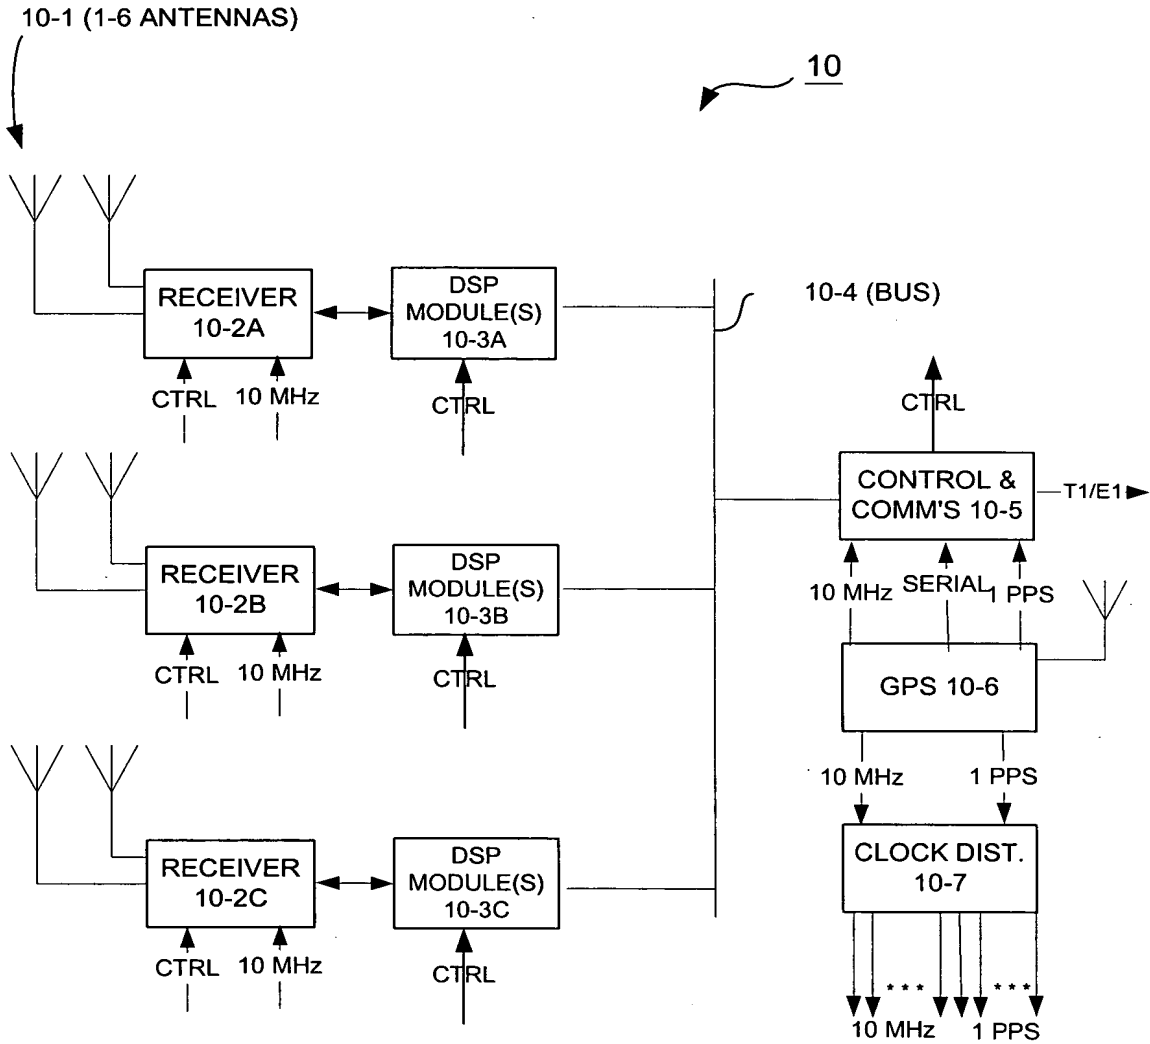 10-1 (1-6 ANTENNAS)
10
RECEIVER
10-2A
DSP
MODULE(S)
10-3A
10-4 (BUS)
CTRL
10 MHz
CTRL
CTRL
RECEIVER
10-2B
DSP
MODULE(S)
10-3B
CONTROL &
COMM'S 10-5
T1/E1
10 MHz
SERIAL
1 PPS
CTRL
10 MHz
CTRL
GPS 10-6
10 MHz
1 PPS
RECEIVER
10-2C
DSP
MODULE(S)
10-3C
CLOCK DIST.
10-7
CTRL
10 MHz
CTRL
* * *
* * *
10 MHz
1 PPS